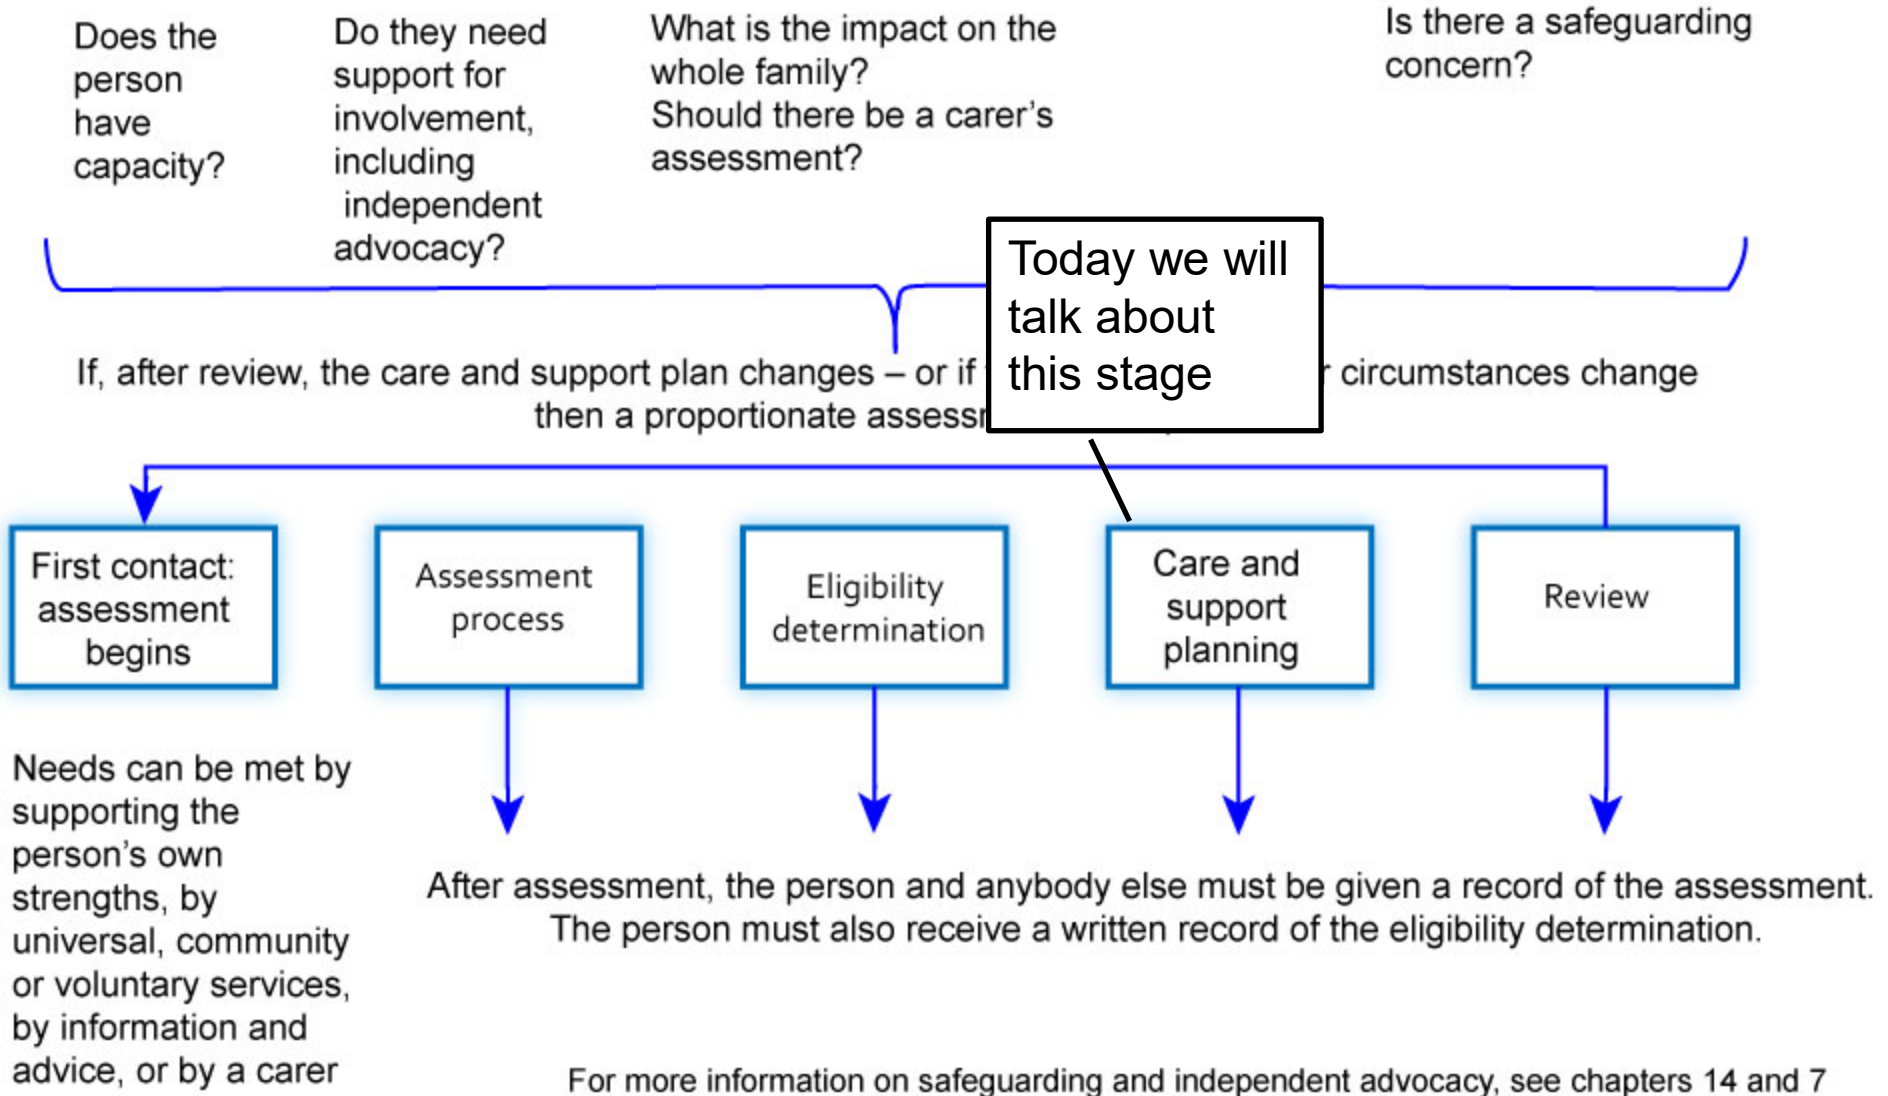 Does the
person
have
capacity?
Do they need
support for
involvement,
including
independent
advocacy?
What is the impact on the
whole family?
Should there be a carer's
assessment?
Is there a safeguarding
concern?
Today we will
talk about
this stage
If, after review, the care and support plan changes – or if circumstances change
then a proportionate
First contact:
assessment
begins
Assessment
process
Eligibility
determination
Care and
support
planning
Review
Needs can be met by
supporting the
person's own
strengths, by
universal, community
or voluntary services,
by information and
advice, or by a carer
After assessment, the person and anybody else must be given a record of the assessment.
The person must also receive a written record of the eligibility determination.
For more information on safeguarding and independent advocacy, see chapters 14 and 7